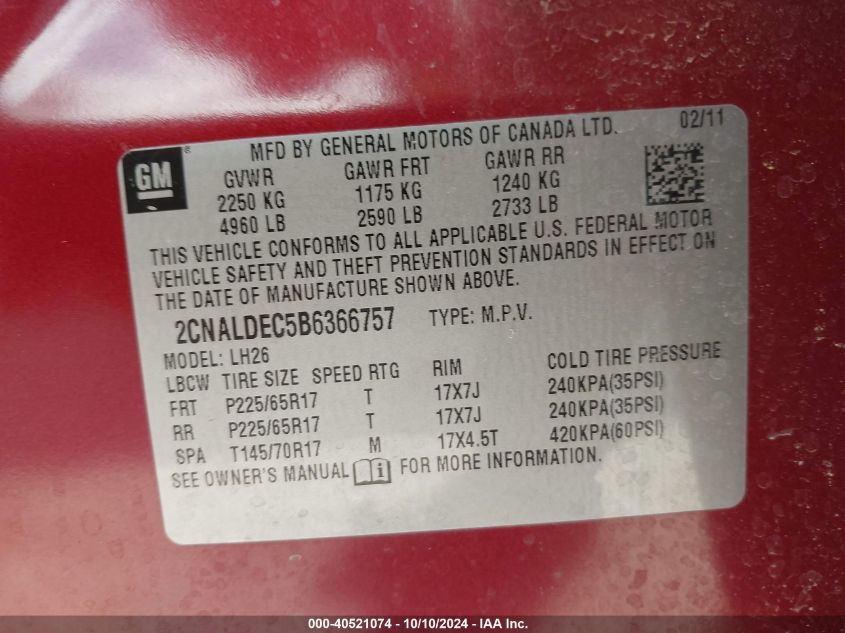 GM ®
MFD BY GENERAL MOTORS OF CANADA LTD. 02/11
GVWR GAWR FRT GAWR RR
2250 KG 1175 KG 1240 KG
4960 LB 2590 LB 2733 LB
THIS VEHICLE CONFORMS TO ALL APPLICABLE U.S. FEDERAL MOTOR
VEHICLE SAFETY AND THEFT PREVENTION STANDARDS IN EFFECT ON
THE DATE OF MANUFACTURE SHOWN ABOVE.
2CNALDEC5B6366757 TYPE: M.P.V.
MODEL: LH26
LBCW TIRE SIZE SPEED RTG RIM COLD TIRE PRESSURE
FRT P225/65R17 T 17X7J 240KPA(35PSI)
RR P225/65R17 T 17X7J 240KPA(35PSI)
SPA T145/70R17 M 17X4.5T 420KPA(60PSI)
SEE OWNER'S MANUAL i FOR MORE INFORMATION.
000-40521074 - 10/10/2024 - IAA Inc.